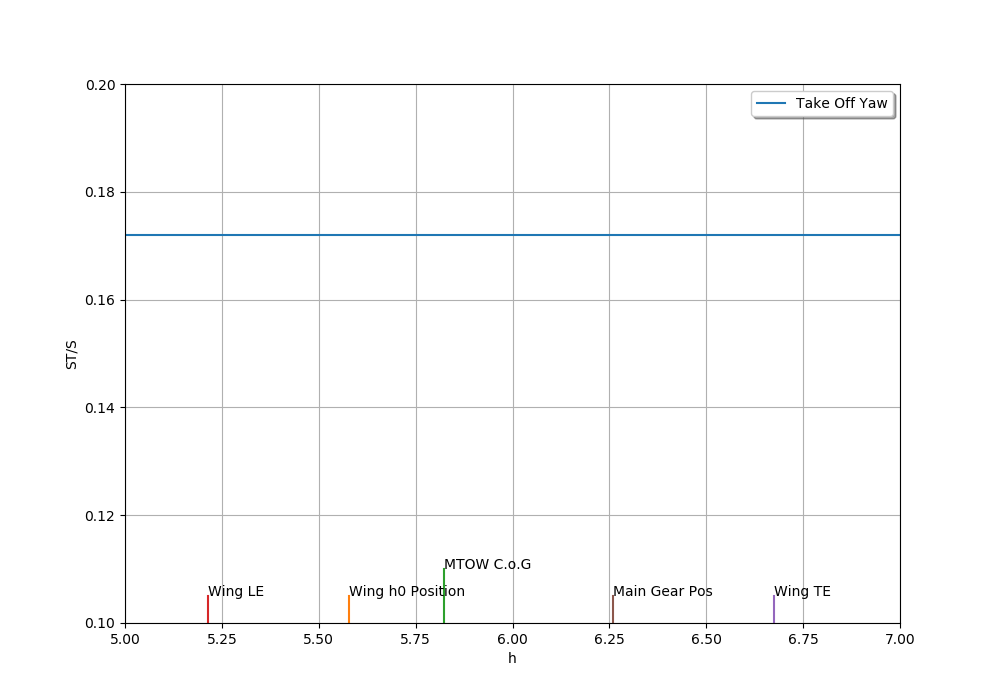 0.20
Take Off Yaw
0.18
0.16
ST/S
0.14
0.12
MTOW C.o.G
Wing LE
Wing h0 Position
Main Gear Pos
Wing TE
0.10
5.00
5.25
5.50
5.75
6.00
6.25
6.50
6.75
7.00
h